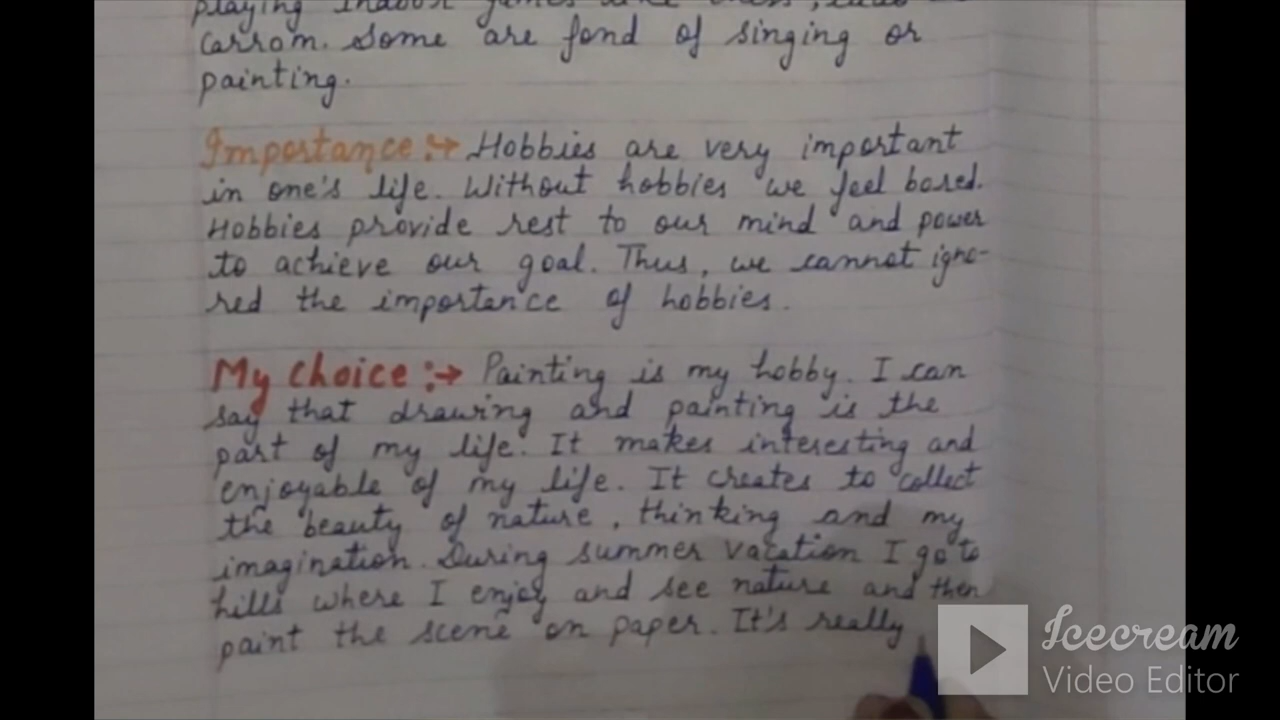 playing indoor games like chess,
carrom. Some are fond of singing or
painting.
Importance:→ Hobbies are very important
in one's life. Without hobbies we feel bored.
Hobbies provide rest to our mind and power
to achieve our goal. Thus, we cannot igno-
red the importance of hobbies.
My choice:→ Painting is my hobby. I can
say that drawing and painting is the
part of my life. It makes interesting and
enjoyable of my life. It creates to collect
the beauty of nature, thinking and my
imagination. During summer vacation I go to
hills where I enjoy and see nature and then
paint the scene on paper. It's really
Icecream
Video Editor